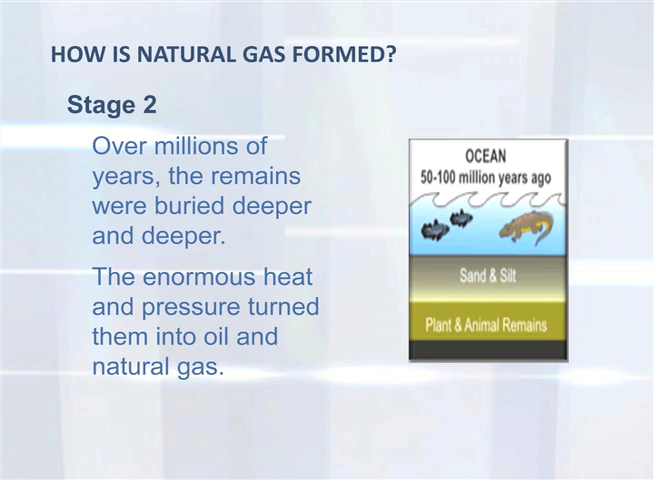 HOW IS NATURAL GAS FORMED?
Stage 2
Over millions of
years, the remains
were buried deeper
and deeper.
The enormous heat
and pressure turned
them into oil and
natural gas.
OCEAN
50-100 million years ago
Sand & Silt
Plant & Animal Remains